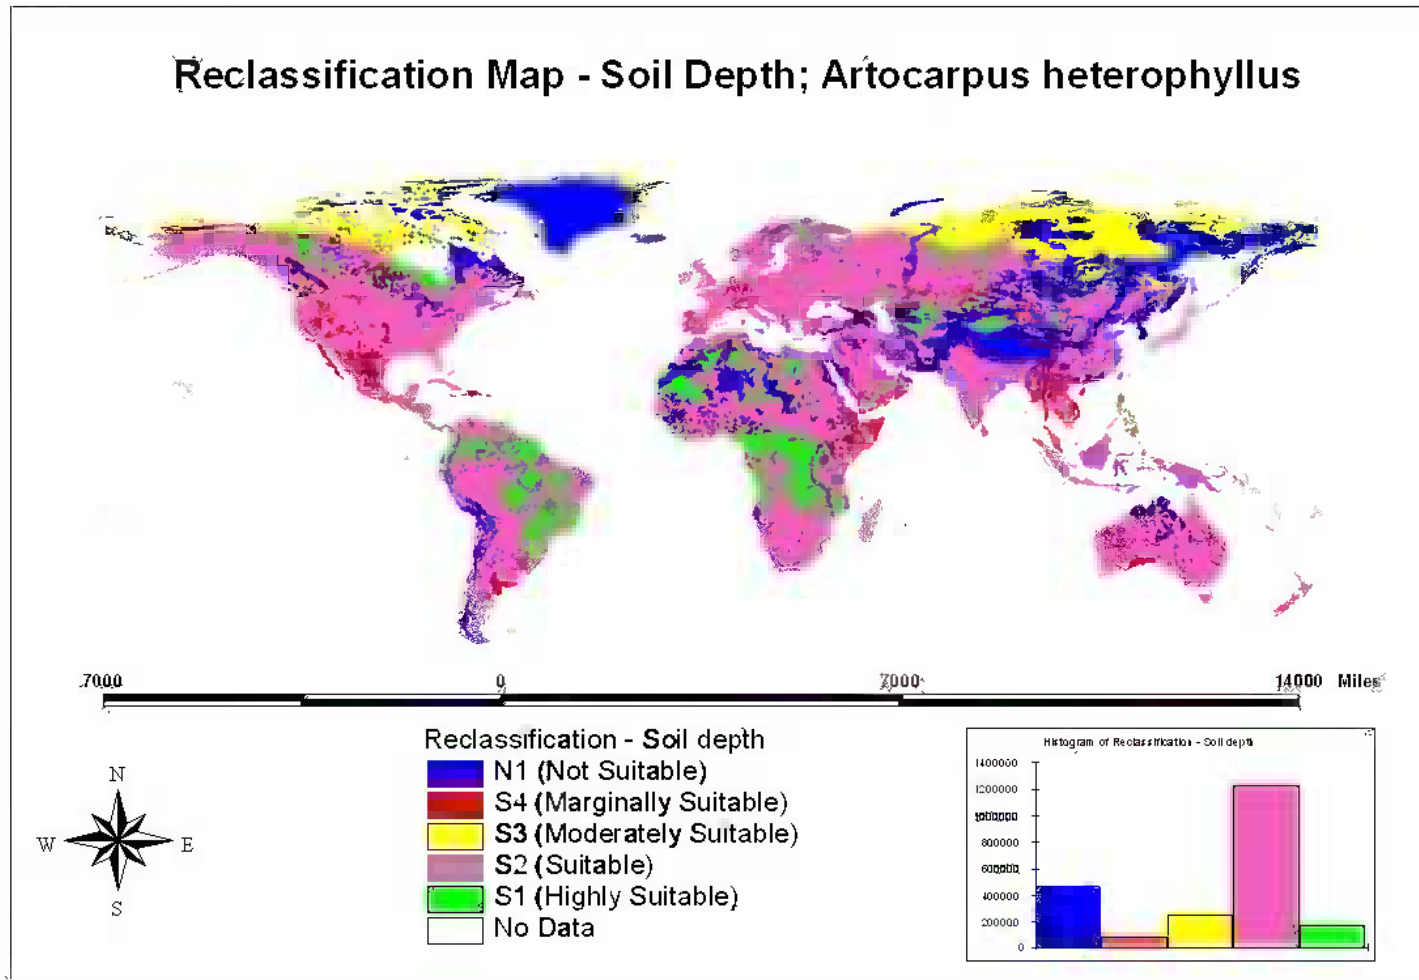 Reclassification Map - Soil Depth; Artocarpus heterophyllus
7000 0 7000 14000 Miles
Reclassification - Soil depth
N1 (Not Suitable)
S4 (Marginally Suitable)
S3 (Moderately Suitable)
S2 (Suitable)
S1 (Highly Suitable)
No Data
N
W E
S
Histogram of Reclassification - Soil depth
1400000
1200000
1000000
800000
600000
400000
200000
0